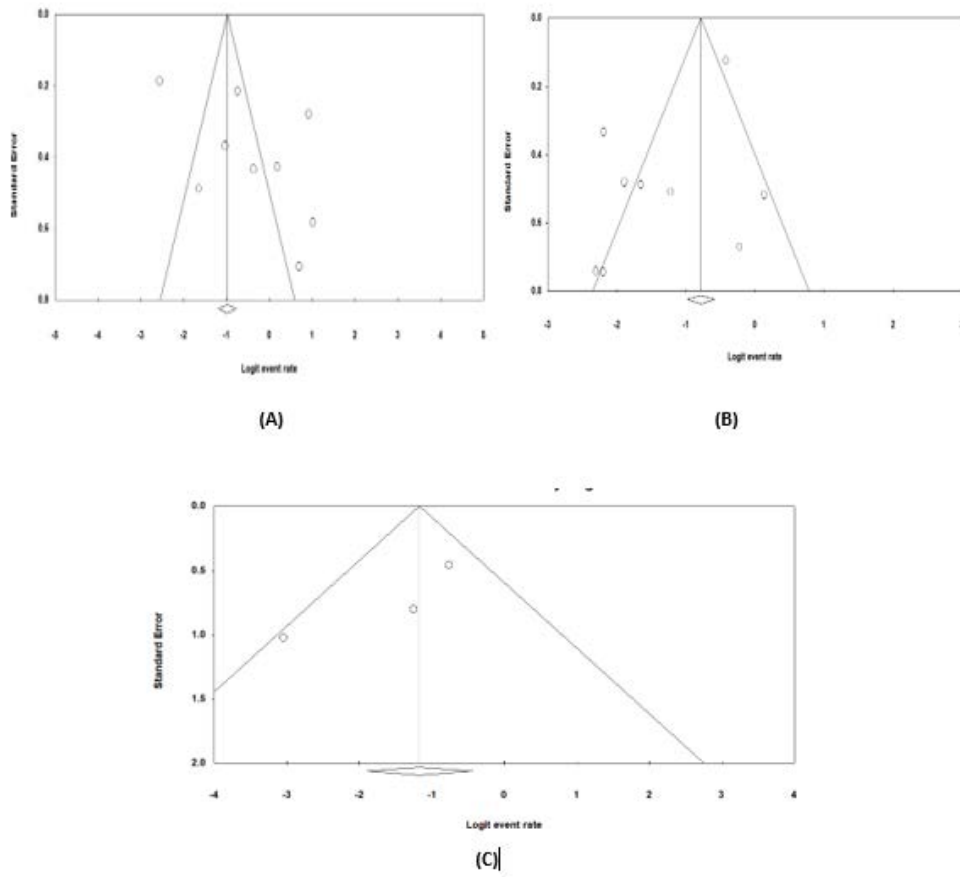 0.0
0.2
0.4
0.6
0.8
Standard Error
-5 -4 -3 -2 -1 0 1 2 3 4 5
Logit event rate
(A)
0.0
0.2
0.4
0.6
0.8
Standard Error
-3 -2 -1 0 1 2 3
Logit event rate
(B)
0.0
0.5
1.0
1.5
2.0
Standard Error
-4 -3 -2 -1 0 1 2 3 4
Logit event rate
(C)